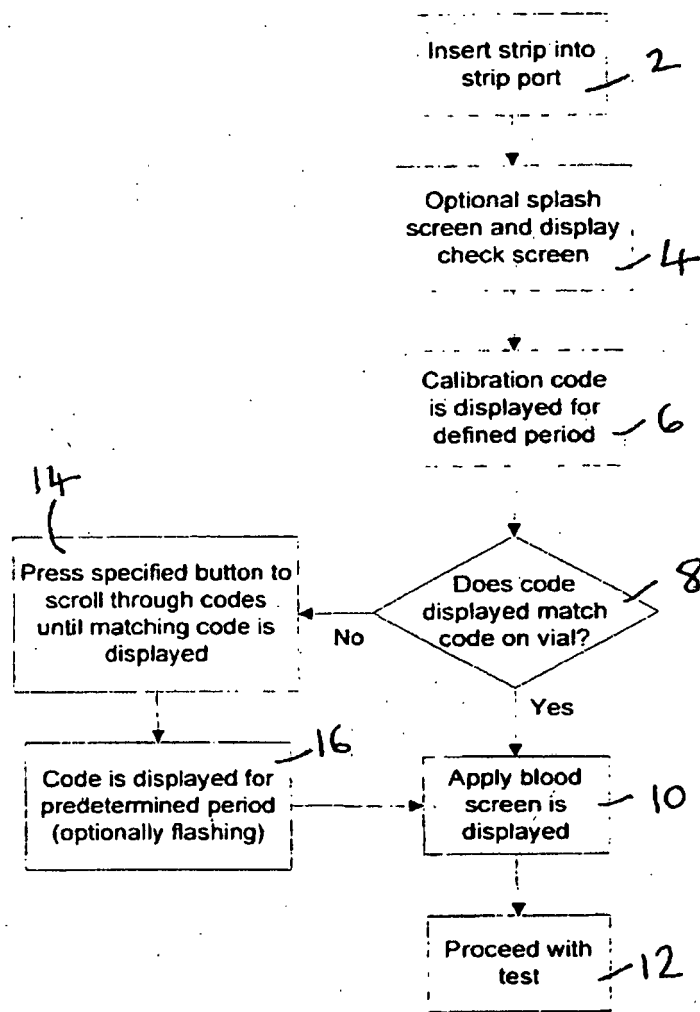 Insert strip into
strip port
2
Optional splash
screen and display
check screen
4
Calibration code
is displayed for
defined period
6
14
Press specified button to
scroll through codes
until matching code is
displayed
Does code
displayed match
code on vial?
8
No
Yes
16
Code is displayed for
predetermined period
(optionally flashing)
Apply blood
screen is
displayed
10
Proceed with
test
12